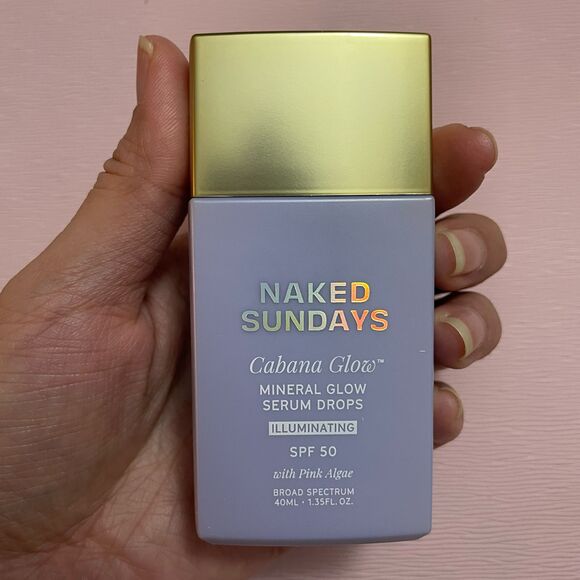 NAKED
SUNDAYS
Cabana Glow™
MINERAL GLOW
SERUM DROPS
ILLUMINATING
SPF 50
with Pink Algae
BROAD SPECTRUM
40ML • 1.35FL. OZ.